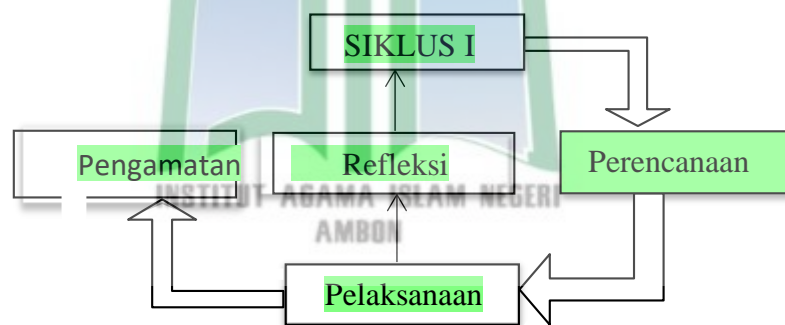 SIKLUS I
Pengamatan
Refleksi
Perencanaan
INSTITUT AGAMA ISLAM NEGERI
AMBON
Pelaksanaan